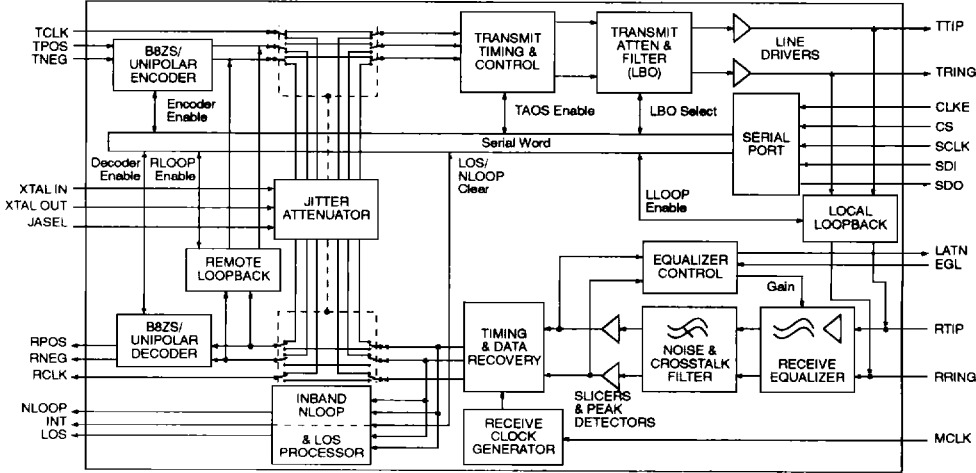 TCLK
TPOS
TNEG
B8ZS/
UNIPOLAR
ENCODER
Encoder
Enable
TRANSMIT
TIMING &
CONTROL
TRANSMIT
ATTEN &
FILTER
(LBO)
LINE
DRIVERS
TTIP
TRING
TAOS Enable
LBO Select
Serial Word
SERIAL
PORT
CLKE
CS
SCLK
SDI
SDO
Decoder
Enable
RLOOP
Enable
LOS/
NLOOP
Clear
LLOOP
Enable
XTAL IN
XTAL OUT
JASEL
JITTER
ATTENUATOR
LOCAL
LOOPBACK
REMOTE
LOOPBACK
EQUALIZER
CONTROL
Gain
LATN
EGL
RPOS
RNEG
RCLK
B8ZS/
UNIPOLAR
DECODER
TIMING
& DATA
RECOVERY
NOISE &
CROSSTALK
FILTER
RECEIVE
EQUALIZER
RTIP
RRING
SLICERS
& PEAK
DETECTORS
NLOOP
INT
LOS
INBAND
NLOOP
& LOS
PROCESSOR
RECEIVE
CLOCK
GENERATOR
MCLK